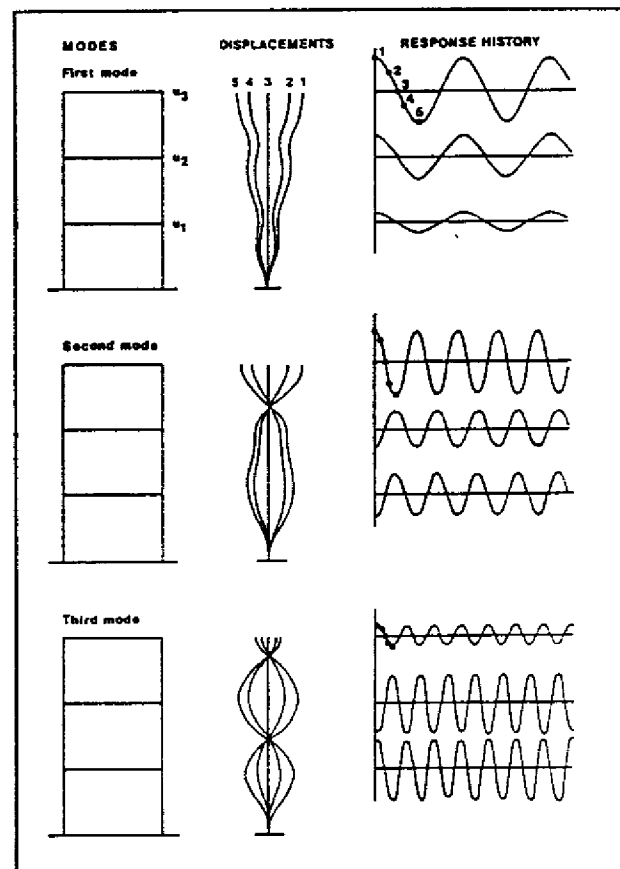 MODES DISPLACEMENTS RESPONSE HISTORY
First mode
5 4 3 2 1
u3
u2
u1
1
2
3
4
5
Second mode
Third mode